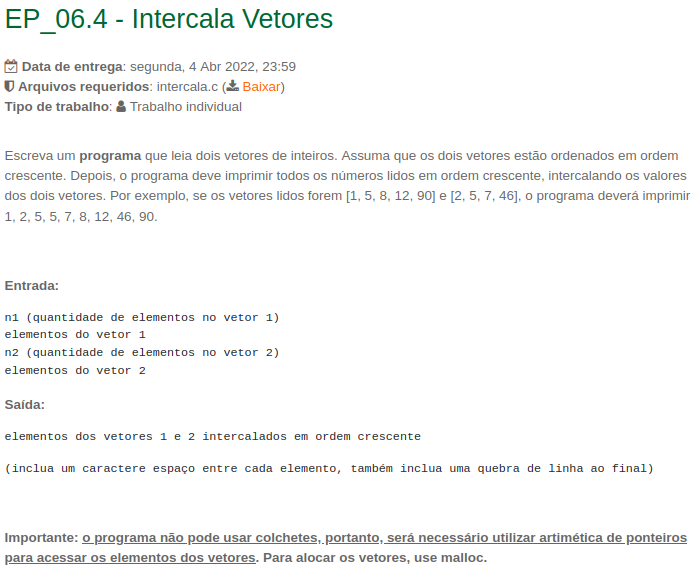 EP_06.4 - Intercala Vetores
Data de entrega: segunda, 4 Abr 2022, 23:59
Arquivos requeridos: intercala.c (Baixar)
Tipo de trabalho: Trabalho individual
Escreva um programa que leia dois vetores de inteiros. Assuma que os dois vetores estão ordenados em ordem
crescente. Depois, o programa deve imprimir todos os números lidos em ordem crescente, intercalando os valores
dos dois vetores. Por exemplo, se os vetores lidos forem [1, 5, 8, 12, 90] e [2, 5, 7, 46], o programa deverá imprimir
1, 2, 5, 5, 7, 8, 12, 46, 90.
Entrada:
n1 (quantidade de elementos no vetor 1)
elementos do vetor 1
n2 (quantidade de elementos no vetor 2)
elementos do vetor 2
Saída:
elementos dos vetores 1 e 2 intercalados em ordem crescente
(inclua um caractere espaço entre cada elemento, também inclua uma quebra de linha ao final)
Importante: o programa não pode usar colchetes, portanto, será necessário utilizar artimética de ponteiros
para acessar os elementos dos vetores. Para alocar os vetores, use malloc.